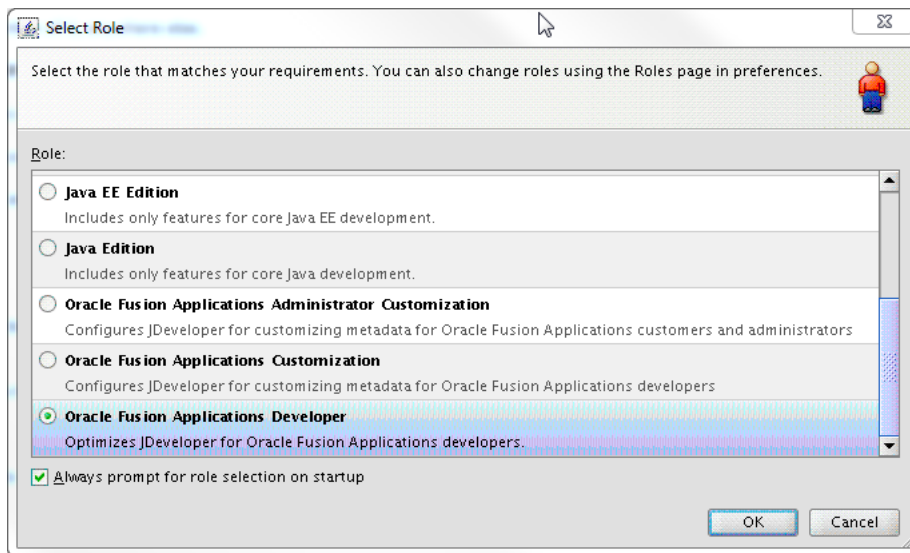 Select Role
Select the role that matches your requirements. You can also change roles using the Roles page in preferences.
Role:
Java EE Edition
Includes only features for core Java EE development.
Java Edition
Includes only features for core Java development.
Oracle Fusion Applications Administrator Customization
Configures JDeveloper for customizing metadata for Oracle Fusion Applications customers and administrators
Oracle Fusion Applications Customization
Configures JDeveloper for customizing metadata for Oracle Fusion Applications developers
Oracle Fusion Applications Developer
Optimizes JDeveloper for Oracle Fusion Applications developers.
Always prompt for role selection on startup
OK Cancel